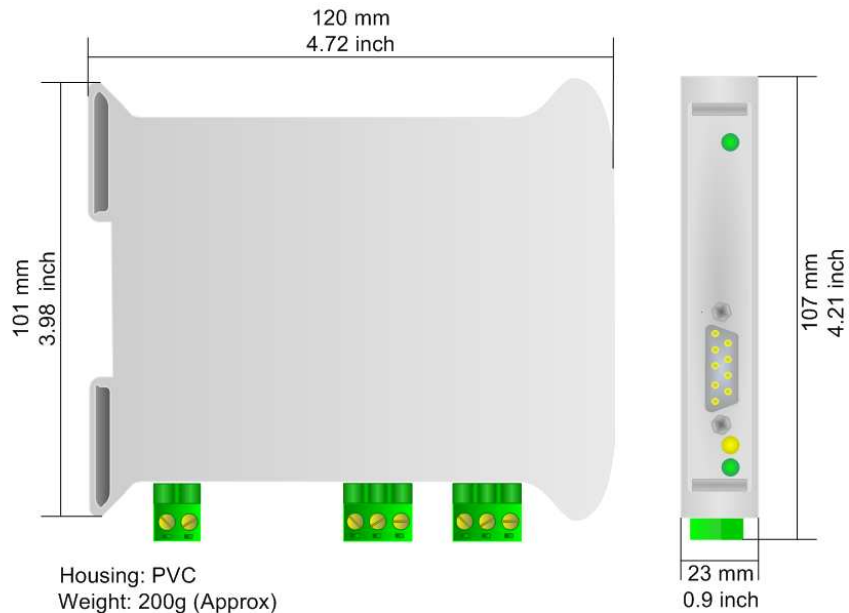 120 mm
4.72 inch
101 mm
3.98 inch
107 mm
4.21 inch
23 mm
0.9 inch
Housing: PVC
Weight: 200g (Approx)